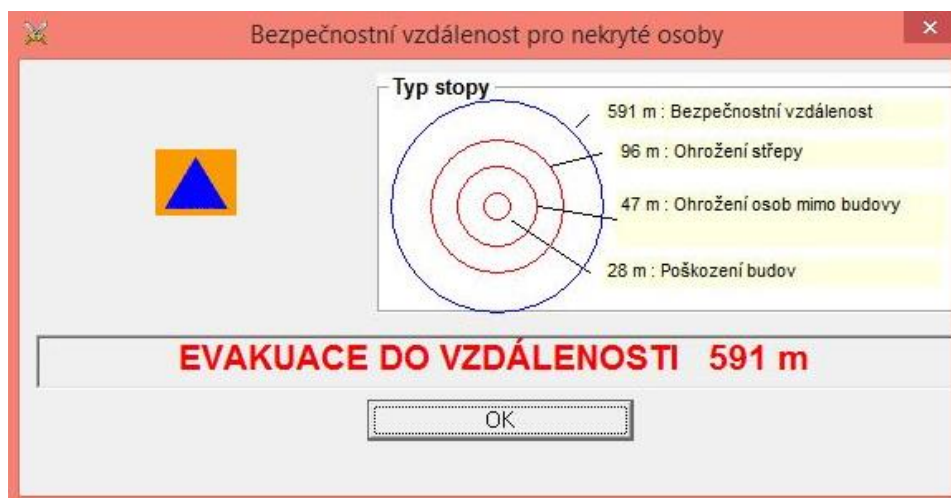 Bezpečnostní vzdálenost pro nekryté osoby
Typ stopy
591 m : Bezpečnostní vzdálenost
96 m : Ohrožení střepy
47 m : Ohrožení osob mimo budovy
28 m : Poškození budov
EVAKUACE DO VZDÁLENOSTI 591 m
OK